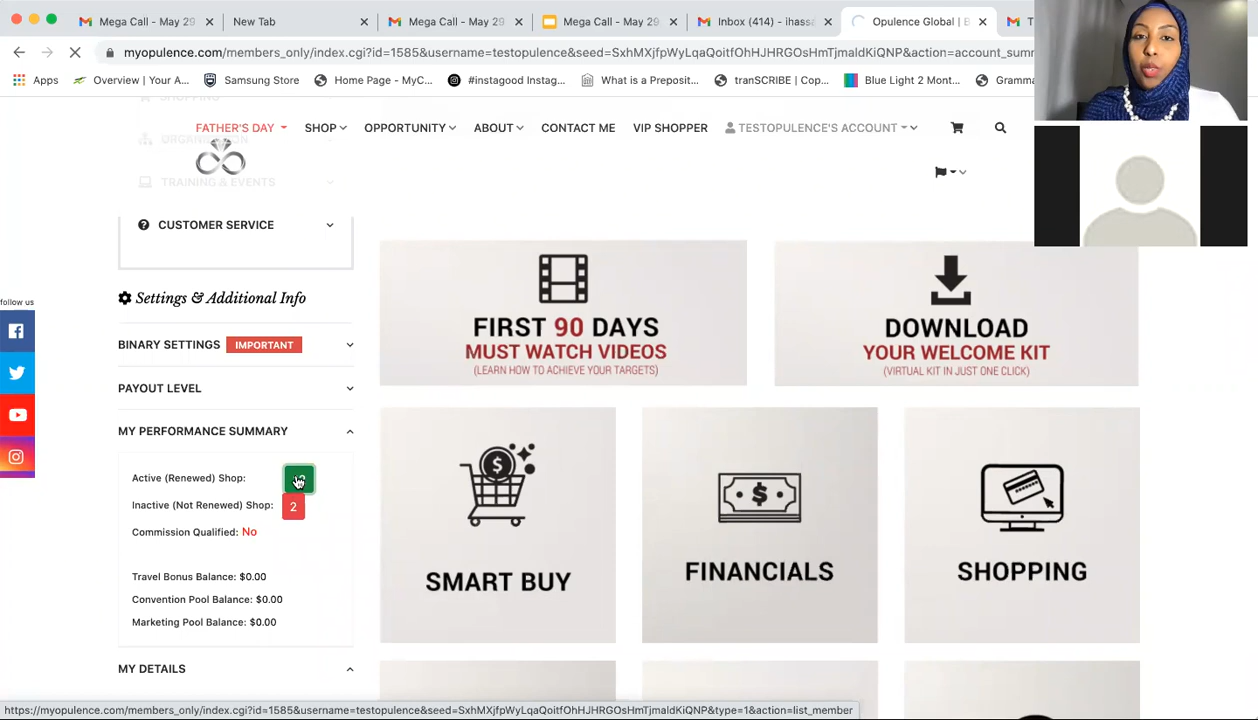 Mega Call - May 29
New Tab
Mega Call - May 29
Mega Call - May 29
Inbox (414) - ihassa
Opulence Global | B
T
myopulence.com/members_only/index.cgi?id=1585&username=testopulence&seed=SxhMXjfpWyLqaQoitfOhHJHRGOsHmTjmaldKiQNP&action=account_sum
Apps
Overview | Your A...
Samsung Store
Home Page - MyC...
#instagood Instag...
What is a Preposit...
tranSCRIBE | Cop...
Blue Light 2 Mont...
Gramma
SHOPPING
FATHER'S DAY
SHOP
OPPORTUNITY
ABOUT
CONTACT ME
VIP SHOPPER
TESTOPULENCE'S ACCOUNT
ORGANISATION
TRAINING & EVENTS
CUSTOMER SERVICE
Settings & Additional Info
follow us
BINARY SETTINGS IMPORTANT
PAYOUT LEVEL
MY PERFORMANCE SUMMARY
Active (Renewed) Shop:
Inactive (Not Renewed) Shop: 2
Commission Qualified: No
Travel Bonus Balance: $0.00
Convention Pool Balance: $0.00
Marketing Pool Balance: $0.00
MY DETAILS
FIRST 90 DAYS
MUST WATCH VIDEOS
(LEARN HOW TO ACHIEVE YOUR TARGETS)
DOWNLOAD
YOUR WELCOME KIT
(VIRTUAL KIT IN JUST ONE CLICK)
SMART BUY
FINANCIALS
SHOPPING
https://myopulence.com/members_only/index.cgi?id=1585&username=testopulence&seed=SxhMXjfpWyLqaQoitfOhHJHRGOsHmTjmaldKiQNP&type=1&action=list_member